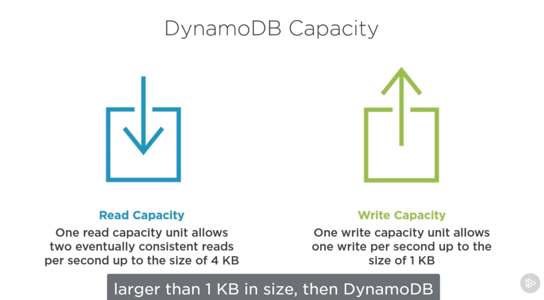 DynamoDB Capacity
Read Capacity
One read capacity unit allows
two eventually consistent reads
per second up to the size of 4 KB
Write Capacity
One write capacity unit allows
one write per second up to the
size of 1 KB
larger than 1 KB in size, then DynamoDB